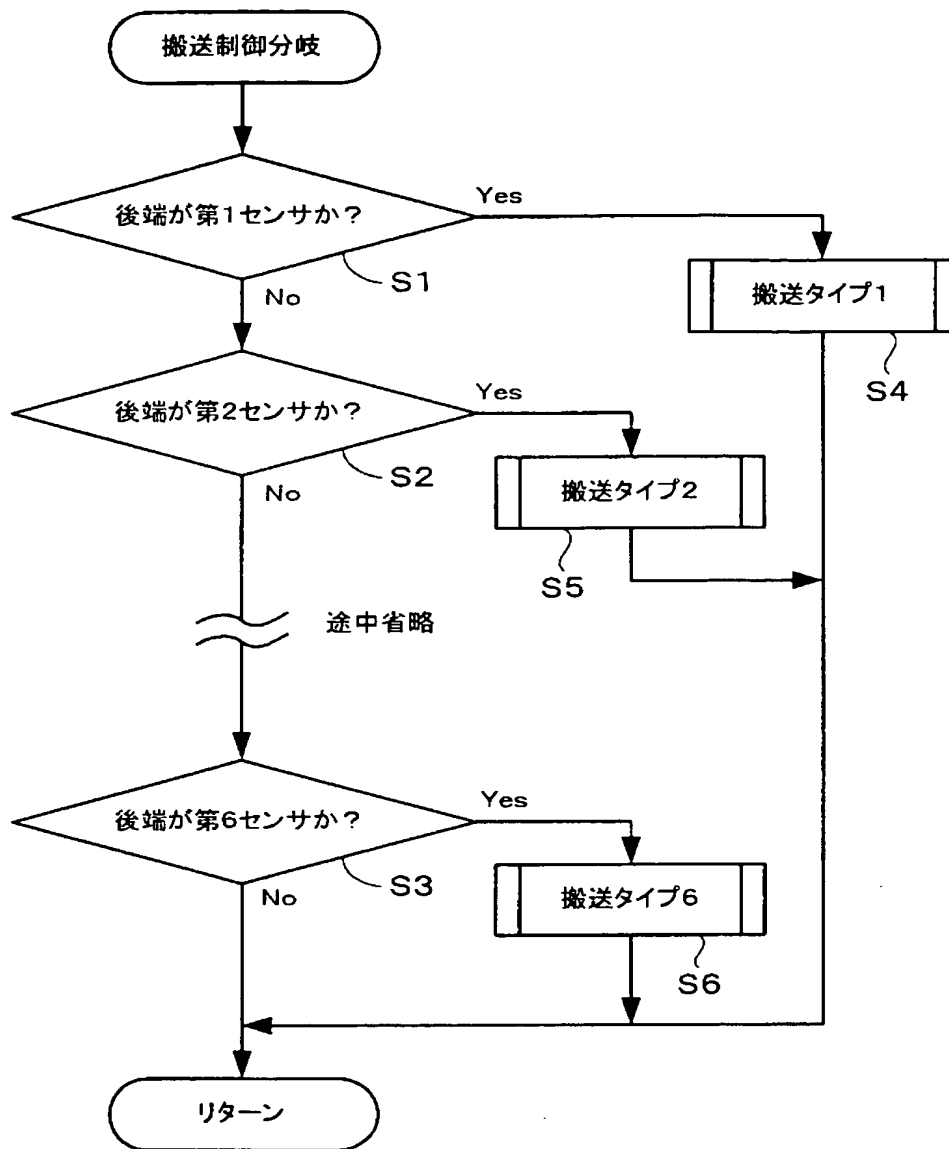 搬送制御分岐
後端が第1センサか？
Yes
S1
No
搬送タイプ1
S4
後端が第2センサか？
Yes
S2
No
搬送タイプ2
S5
途中省略
後端が第6センサか？
Yes
S3
No
搬送タイプ6
S6
リターン